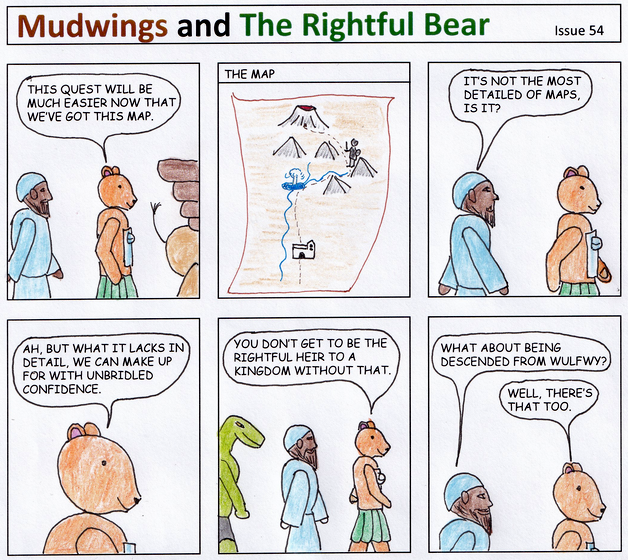 Mudwings and The Rightful Bear
Issue 54
THIS QUEST WILL BE
MUCH EASIER NOW THAT
WE'VE GOT THIS MAP.
THE MAP
IT'S NOT THE MOST
DETAILED OF MAPS,
IS IT?
AH, BUT WHAT IT LACKS IN
DETAIL, WE CAN MAKE UP
FOR WITH UNBRIDLED
CONFIDENCE.
YOU DON'T GET TO BE THE
RIGHTFUL HEIR TO A
KINGDOM WITHOUT THAT.
WHAT ABOUT BEING
DESCENDED FROM WULFWY?
WELL, THERE'S
THAT TOO.